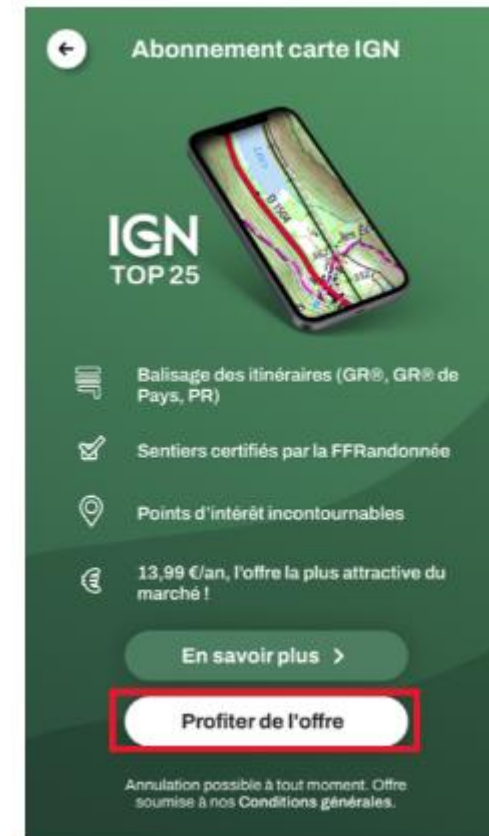 Abonnement carte IGN
IGN
TOP 25
D 1504
Balisage des itinéraires (GR®, GR® de
Pays, PR)
Sentiers certifiés par la FFRandonnée
Points d'intérêt incontournables
13,99 €/an, l'offre la plus attractive du
marché !
En savoir plus >
Profiter de l'offre
Annulation possible à tout moment. Offre
soumise à nos Conditions générales.